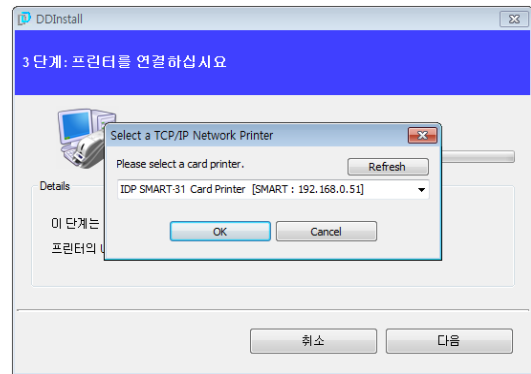 DDInstall
3 단계: 프린터를 연결하십시요
Select a TCP/IP Network Printer
Please select a card printer.
Refresh
IDP SMART-31 Card Printer [SMART : 192.168.0.51]
OK
Cancel
Details
이 단계는
프린터의
취소
다음